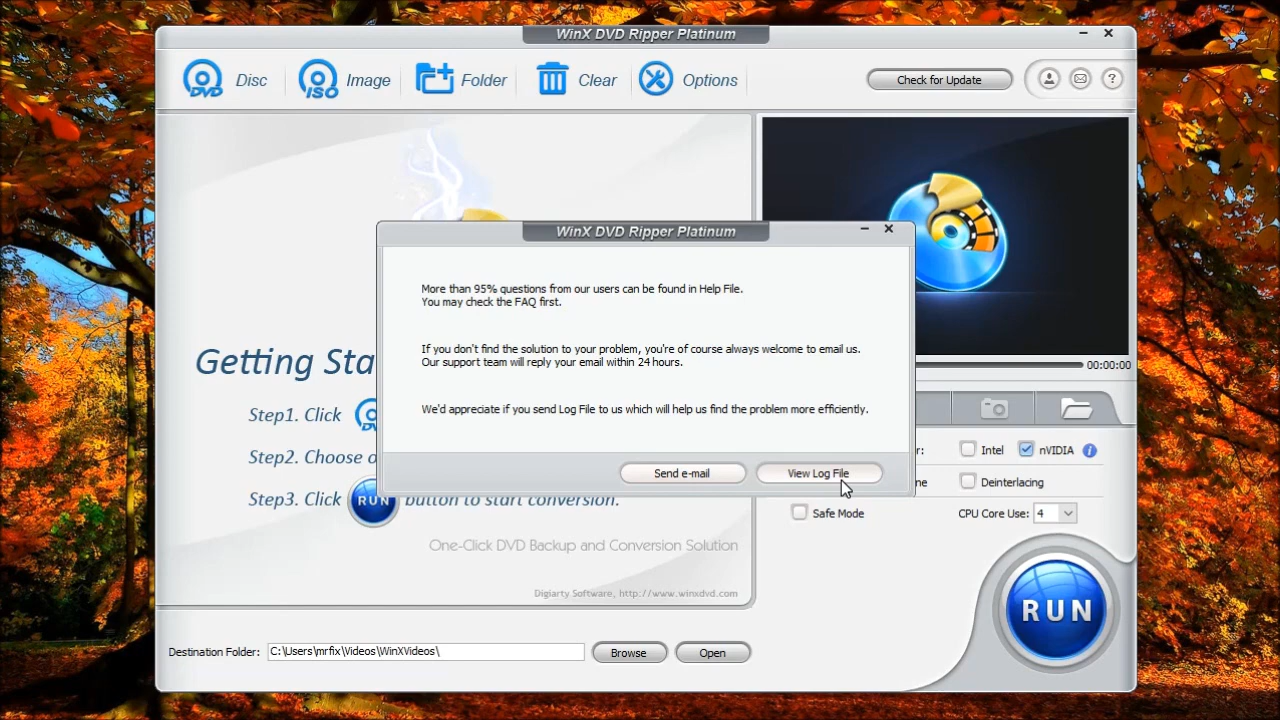 WinX DVD Ripper Platinum
Disc
Image
Folder
Clear
Options
Check for Update
DVD
ISO
?
WinX DVD Ripper Platinum
More than 95% questions from our users can be found in Help File.
You may check the FAQ first.
If you don't find the solution to your problem, you're of course always welcome to email us.
Our support team will reply your email within 24 hours.
We'd appreciate if you send Log File to us which will help us find the problem more efficiently.
Send e-mail
View Log File
00:00:00
Getting Sta
Step1. Click
Step2. Choose o
Step3. Click RUN button to start conversion.
One-Click DVD Backup and Conversion Solution
Digiarty Software, http://www.winxdvd.com
r:
Intel
nVIDIA
i
ne
Deinterlacing
Safe Mode
CPU Core Use: 4
RUN
Destination Folder: C:\Users\mrfix\Videos\WinXVideos\
Browse
Open